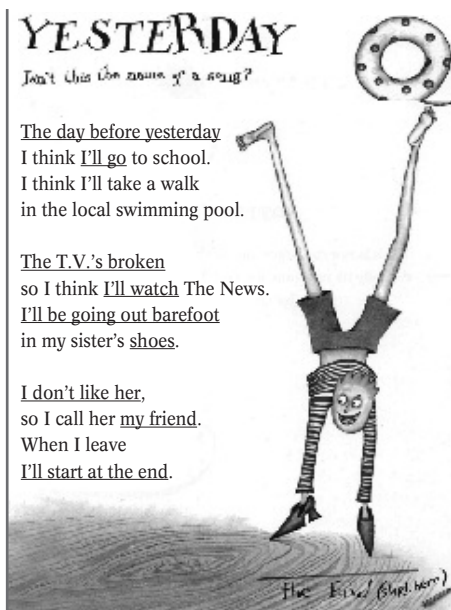 YESTERDAY
Isn't this the name of a song?
The day before yesterday
I think I'll go to school.
I think I'll take a walk
in the local swimming pool.
The T.V.'s broken
so I think I'll watch The News.
I'll be going out barefoot
in my sister's shoes.
I don't like her,
so I call her my friend.
When I leave
I'll start at the end.
the End (start here)